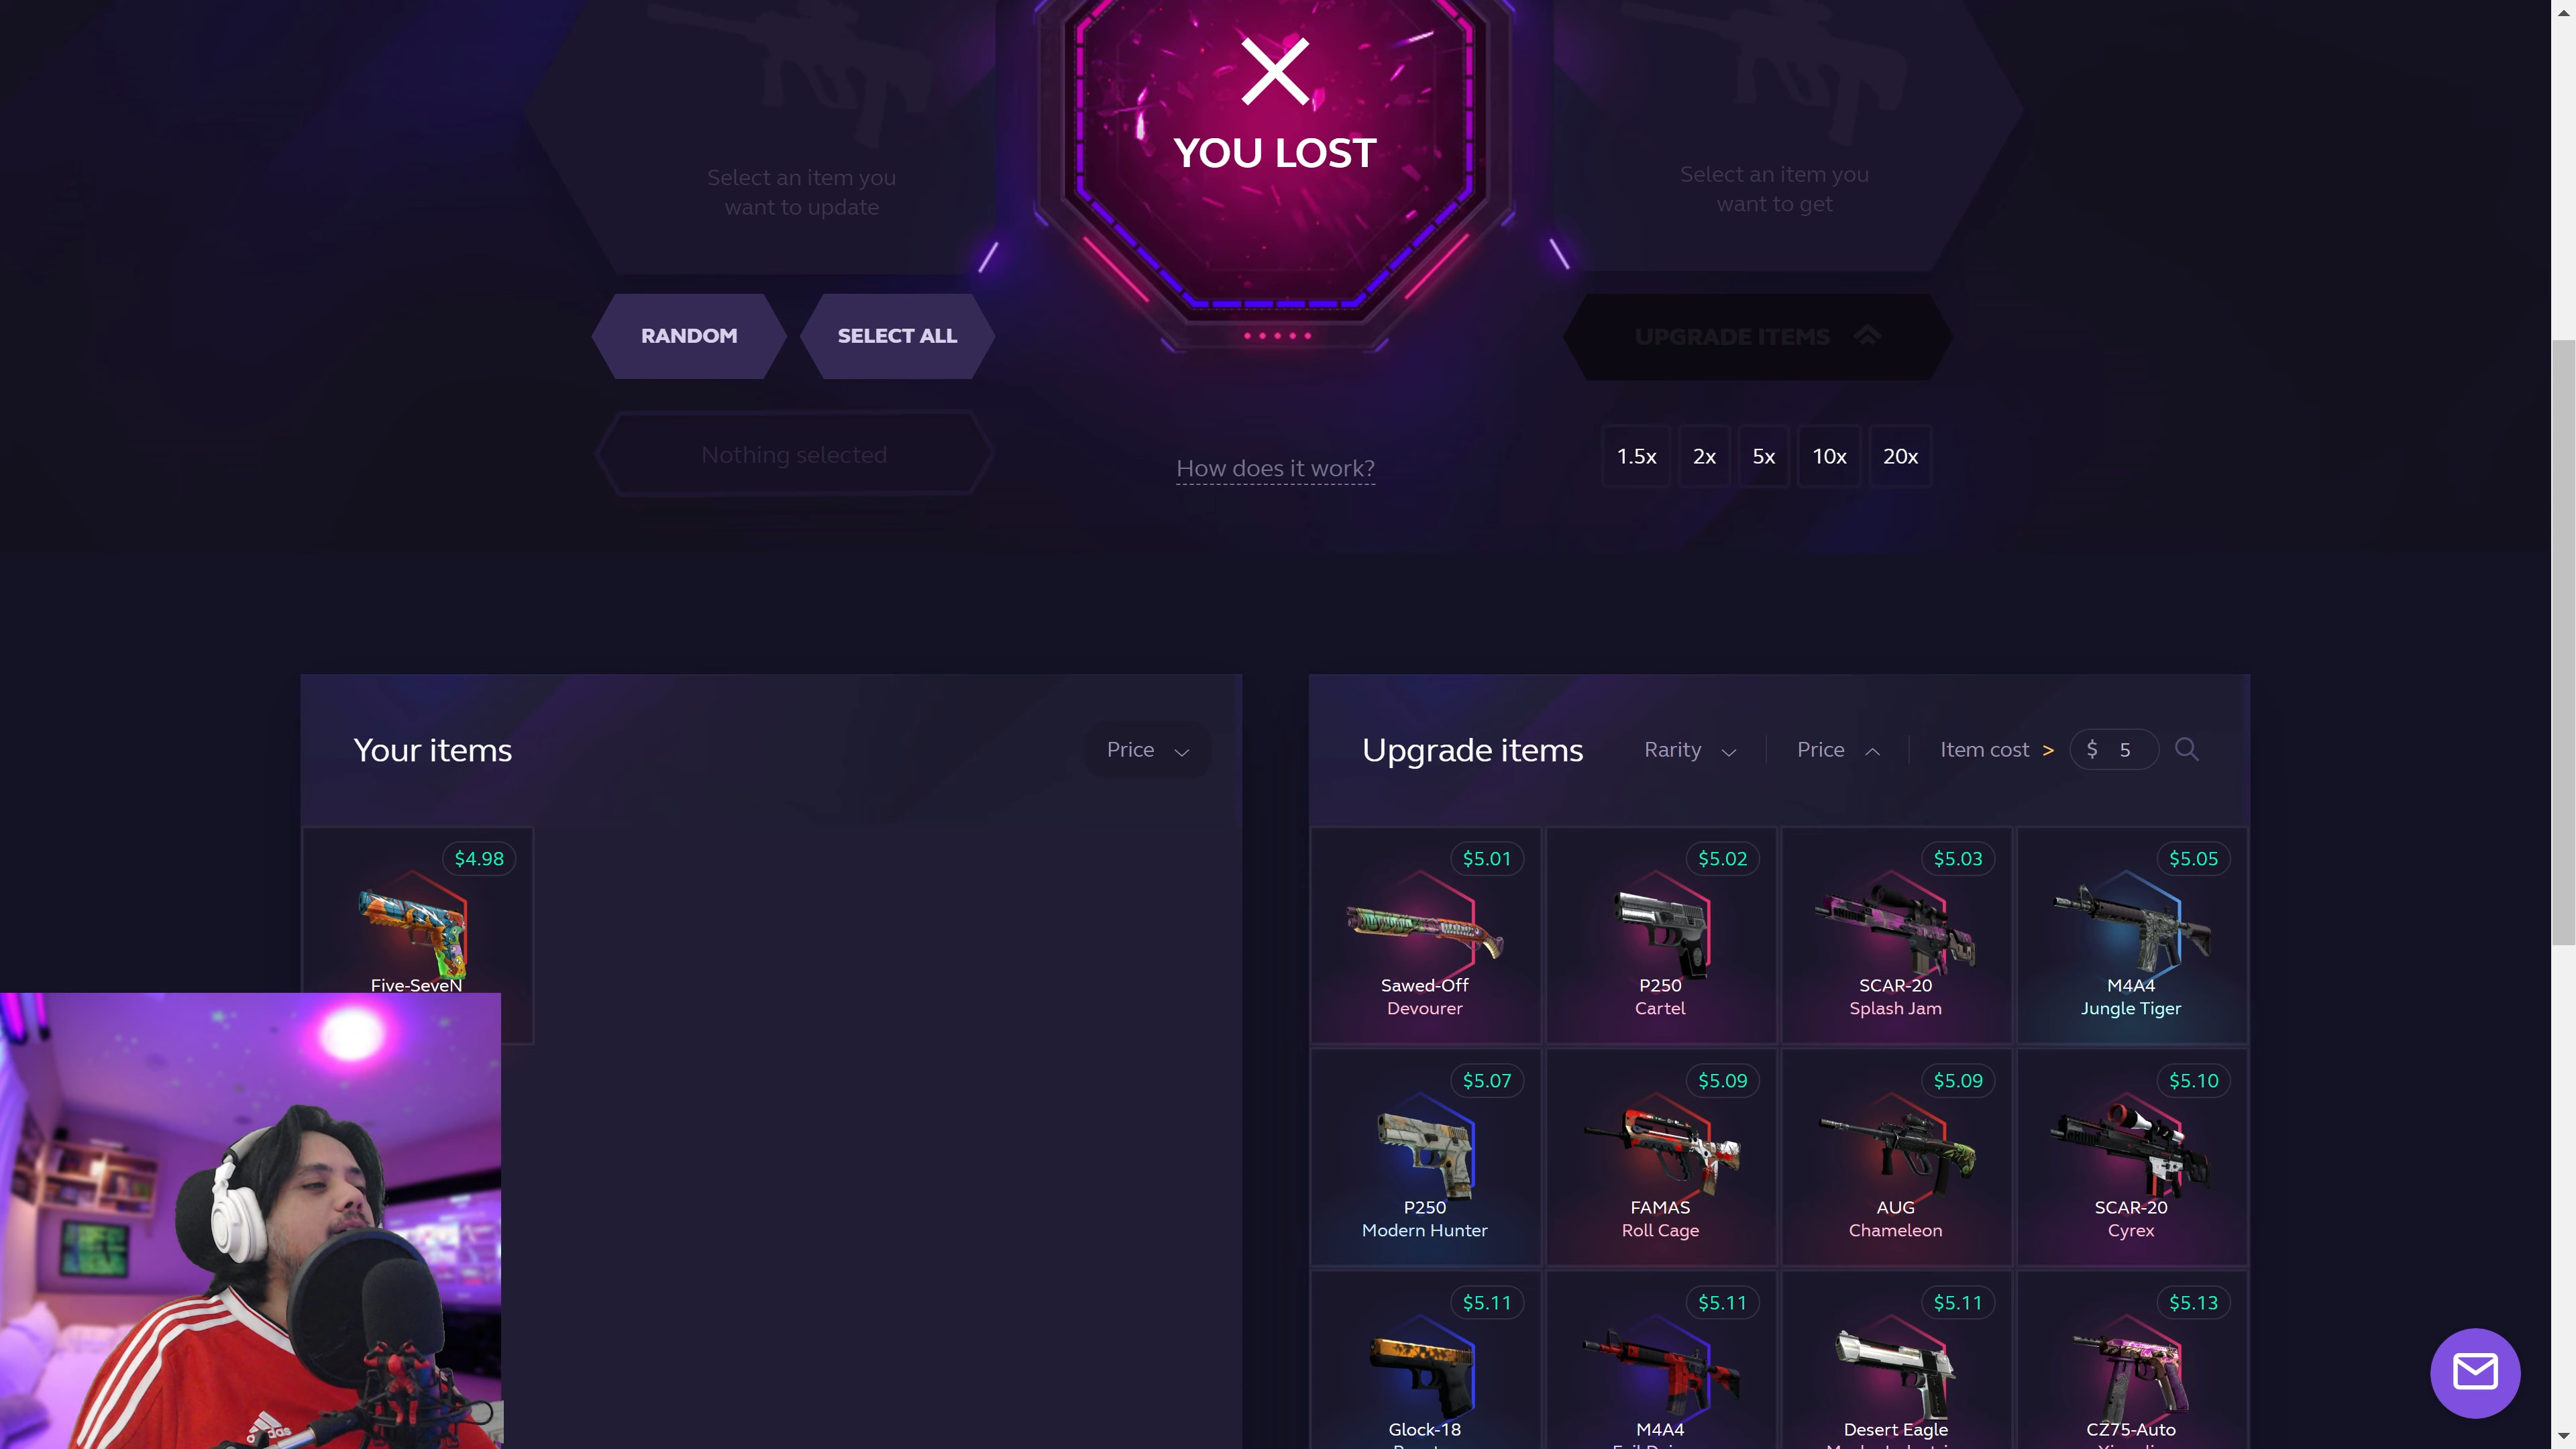 YOU LOST
Select an item you
want to update
Select an item you
want to get
RANDOM
SELECT ALL
UPGRADE ITEMS
Nothing selected
How does it work?
1.5x
2x
5x
10x
20x
Your items
Price
Upgrade items
Rarity
Price
Item cost >
$ 5
$4.98
Five-SeveN
$5.01
Sawed-Off
Devourer
$5.02
P250
Cartel
$5.03
SCAR-20
Splash Jam
$5.05
M4A4
Jungle Tiger
$5.07
P250
Modern Hunter
$5.09
FAMAS
Roll Cage
$5.09
AUG
Chameleon
$5.10
SCAR-20
Cyrex
$5.11
Glock-18
$5.11
M4A4
$5.11
Desert Eagle
$5.13
CZ75-Auto